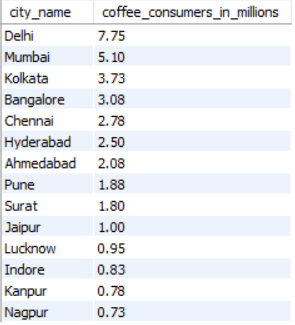 city_name coffee_consumers_in_millions
Delhi 7.75
Mumbai 5.10
Kolkata 3.73
Bangalore 3.08
Chennai 2.78
Hyderabad 2.50
Ahmedabad 2.08
Pune 1.88
Surat 1.80
Jaipur 1.00
Lucknow 0.95
Indore 0.83
Kanpur 0.78
Nagpur 0.73